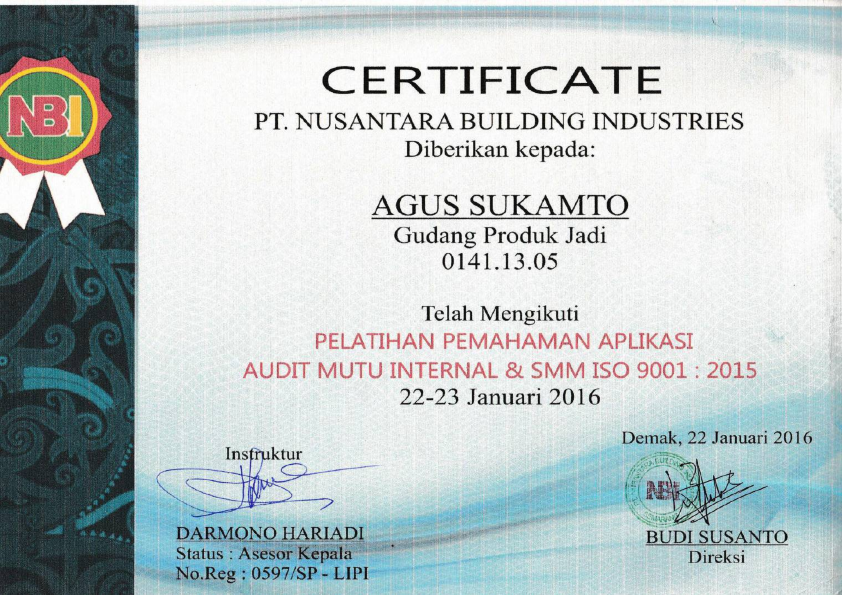 NBI
CERTIFICATE
PT. NUSANTARA BUILDING INDUSTRIES
Diberikan kepada:
AGUS SUKAMTO
Gudang Produk Jadi
0141.13.05
Telah Mengikuti
PELATIHAN PEMAHAMAN APLIKASI
AUDIT MUTU INTERNAL & SMM ISO 9001 : 2015
22-23 Januari 2016
Demak, 22 Januari 2016
Instruktur
NBI
DARMONO HARIADI
Status : Asesor Kepala
No.Reg : 0597/SP - LIPI
BUDI SUSANTO
Direksi